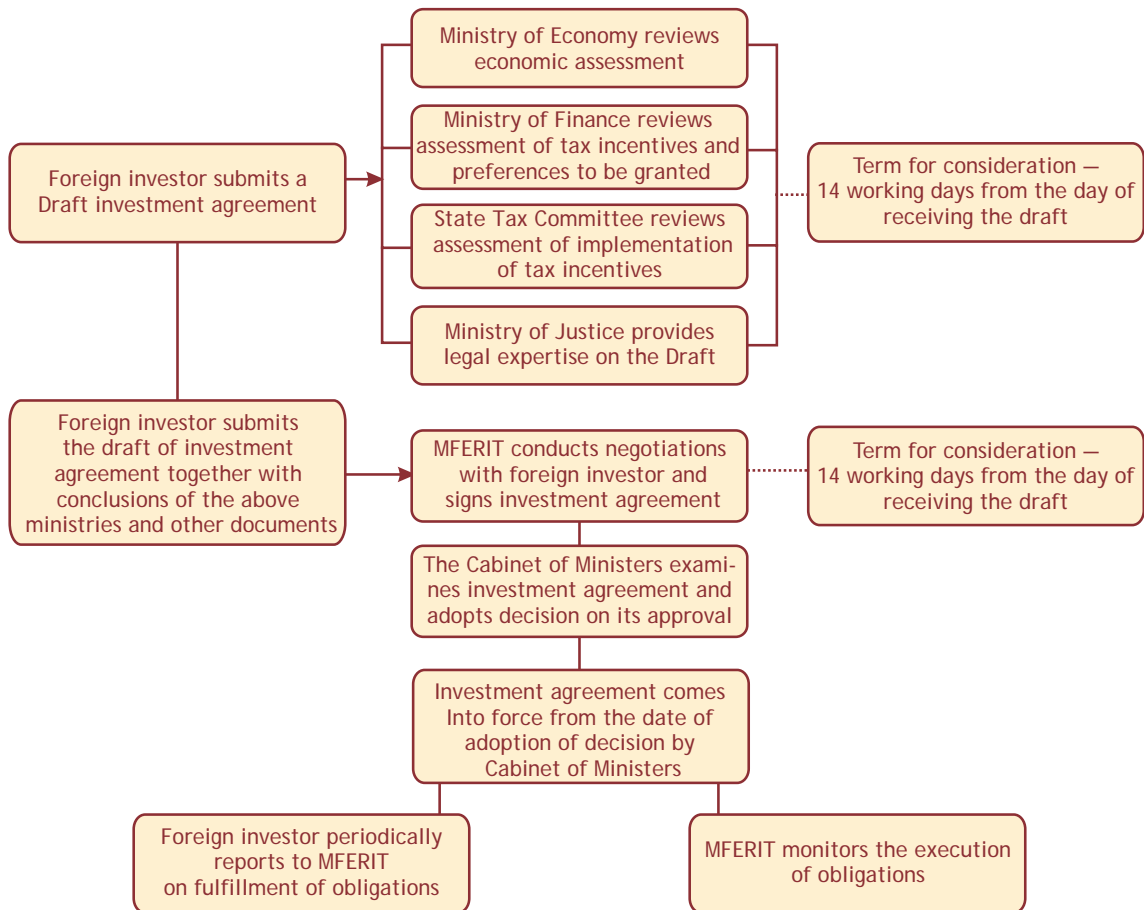 Ministry of Economy reviews
economic assessment
Ministry of Finance reviews
assessment of tax incentives and
preferences to be granted
Foreign investor submits a
Draft investment agreement
Term for consideration —
14 working days from the day of
receiving the draft
State Tax Committee reviews
assessment of implementation
of tax incentives
Ministry of Justice provides
legal expertise on the Draft
Foreign investor submits
the draft of investment
agreement together with
conclusions of the above
ministries and other documents
MFERIT conducts negotiations
with foreign investor and
signs investment agreement
Term for consideration —
14 working days from the day of
receiving the draft
The Cabinet of Ministers exami-
nes investment agreement and
adopts decision on its approval
Investment agreement comes
Into force from the date of
adoption of decision by
Cabinet of Ministers
Foreign investor periodically
reports to MFERIT
on fulfillment of obligations
MFERIT monitors the execution
of obligations